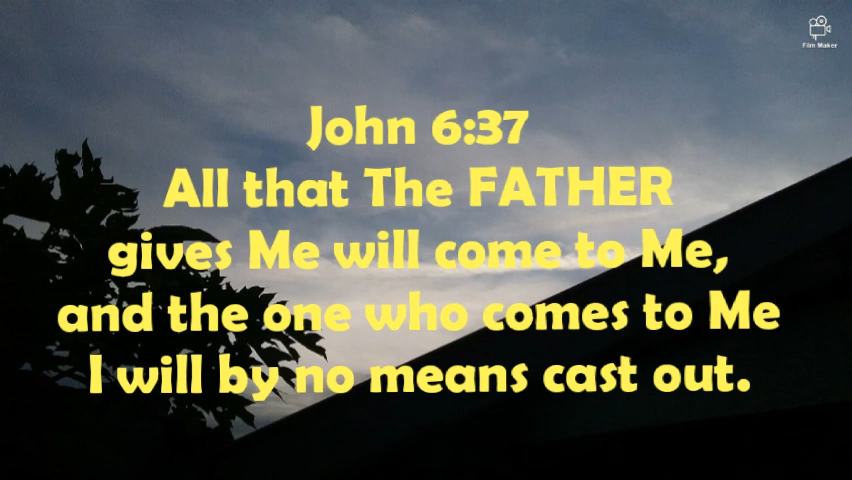 Film Maker
John 6:37
All that The FATHER
gives Me will come to Me,
and the one who comes to Me
I will by no means cast out.